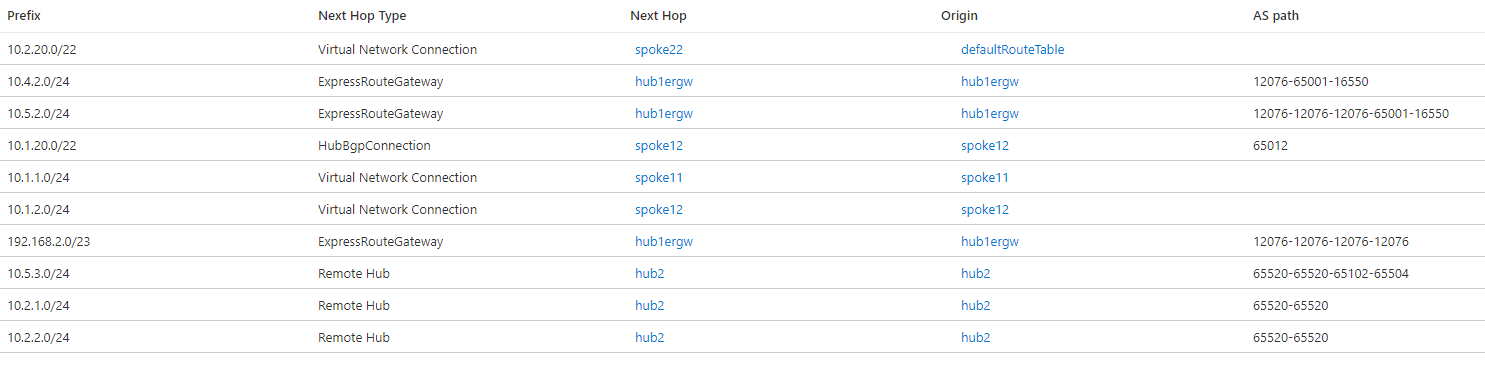 Prefix Next Hop Type Next Hop Origin AS path
10.2.20.0/22 Virtual Network Connection spoke22 defaultRouteTable
10.4.2.0/24 ExpressRouteGateway hub1ergw hub1ergw 12076-65001-16550
10.5.2.0/24 ExpressRouteGateway hub1ergw hub1ergw 12076-12076-12076-65001-16550
10.1.20.0/22 HubBgpConnection spoke12 spoke12 65012
10.1.1.0/24 Virtual Network Connection spoke11 spoke11
10.1.2.0/24 Virtual Network Connection spoke12 spoke12
192.168.2.0/23 ExpressRouteGateway hub1ergw hub1ergw 12076-12076-12076-12076
10.5.3.0/24 Remote Hub hub2 hub2 65520-65520-65102-65504
10.2.1.0/24 Remote Hub hub2 hub2 65520-65520
10.2.2.0/24 Remote Hub hub2 hub2 65520-65520